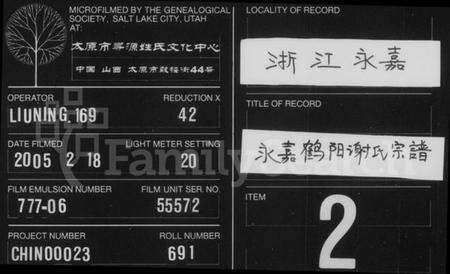 MICROFILMED BY THE GENEALOGICAL
SOCIETY, SALT LAKE CITY, UTAH
AT:
太原市寻源姓氏文化中心
中國 山西 太原市鼓楼街44号
OPERATOR
LIUNING, 169
REDUCTION X
42
DATE FILMED
2005 2 18
LIGHT METER SETTING
20
FILM EMULSION NUMBER
777-06
FILM UNIT SER. NO.
55572
PROJECT NUMBER
CHIN00023
ROLL NUMBER
691
LOCALITY OF RECORD
浙江永嘉
TITLE OF RECORD
永嘉鹤阳谢氏宗譜
ITEM
2
FamilySearch